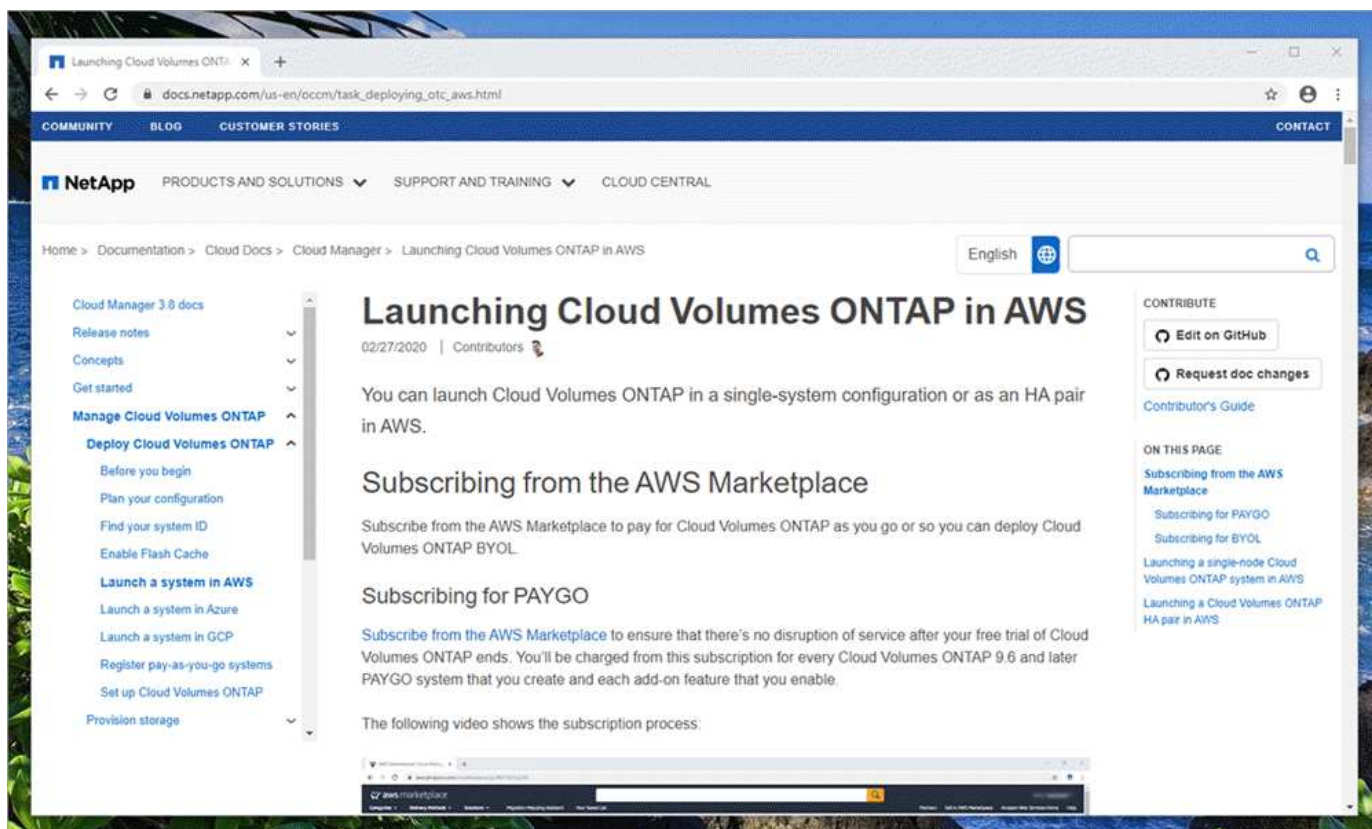 Launching Cloud Volumes ONTA
docs.netapp.com/us-en/occm/task_deploying_otc_aws.html
COMMUNITY BLOG CUSTOMER STORIES CONTACT
NetApp PRODUCTS AND SOLUTIONS SUPPORT AND TRAINING CLOUD CENTRAL
Home > Documentation > Cloud Docs > Cloud Manager > Launching Cloud Volumes ONTAP in AWS
English
Cloud Manager 3.8 docs
Release notes
Concepts
Get started
Manage Cloud Volumes ONTAP
Deploy Cloud Volumes ONTAP
Before you begin
Plan your configuration
Find your system ID
Enable Flash Cache
Launch a system in AWS
Launch a system in Azure
Launch a system in GCP
Register pay-as-you-go systems
Set up Cloud Volumes ONTAP
Provision storage
Launching Cloud Volumes ONTAP in AWS
02/27/2020 | Contributors
You can launch Cloud Volumes ONTAP in a single-system configuration or as an HA pair
in AWS.
Subscribing from the AWS Marketplace
Subscribe from the AWS Marketplace to pay for Cloud Volumes ONTAP as you go or so you can deploy Cloud
Volumes ONTAP BYOL.
Subscribing for PAYGO
Subscribe from the AWS Marketplace to ensure that there's no disruption of service after your free trial of Cloud
Volumes ONTAP ends. You'll be charged from this subscription for every Cloud Volumes ONTAP 9.6 and later
PAYGO system that you create and each add-on feature that you enable.
The following video shows the subscription process:
aws marketplace
CONTRIBUTE
Edit on GitHub
Request doc changes
Contributor's Guide
ON THIS PAGE
Subscribing from the AWS
Marketplace
Subscribing for PAYGO
Subscribing for BYOL
Launching a single-node Cloud
Volumes ONTAP system in AWS
Launching a Cloud Volumes ONTAP
HA pair in AWS